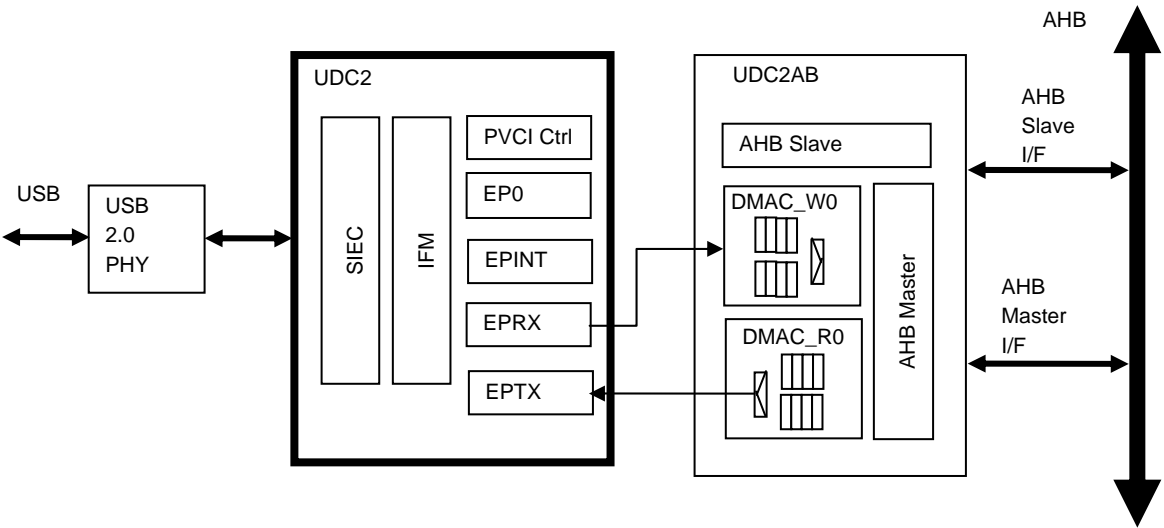 USB
USB
2.0
PHY
UDC2
SIEC
IFM
PVCI Ctrl
EP0
EPINT
EPRX
EPTX
UDC2AB
AHB Slave
DMAC_W0
DMAC_R0
AHB Master
AHB
AHB
Slave
I/F
AHB
Master
I/F